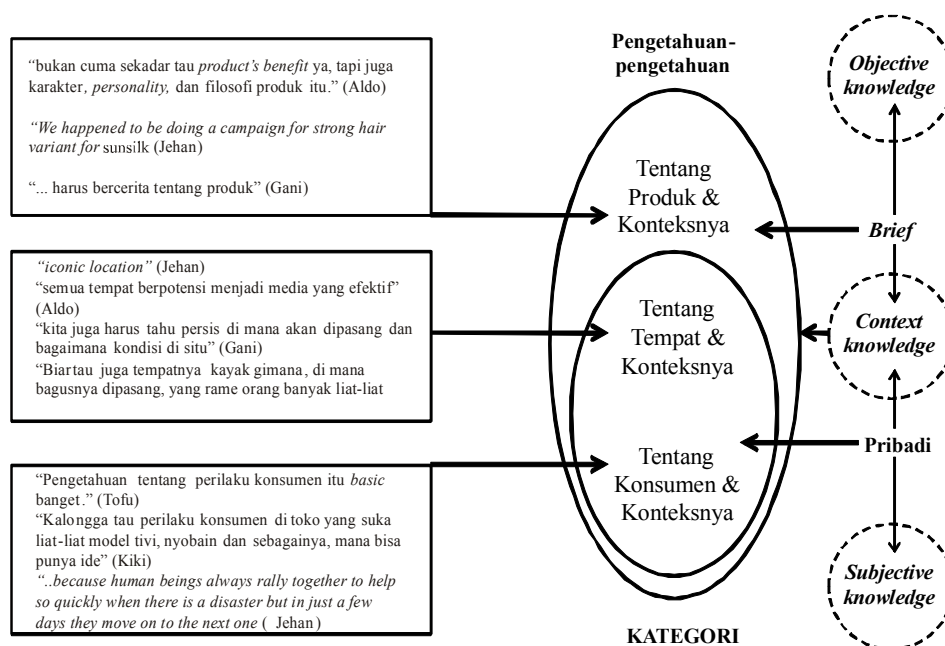 “bukan cuma sekadar tau product’s benefit ya, tapi juga
karakter, personality, dan filosofi produk itu.” (Aldo)
“We happened to be doing a campaign for strong hair
variant for sunsilk (Jehan)
“... harus bercerita tentang produk” (Gani)
“iconic location” (Jehan)
“semua tempat berpotensi menjadi media yang efektif”
(Aldo)
“kita juga harus tahu persis di mana akan dipasang dan
bagaimana kondisi di situ” (Gani)
“Biartau juga tempatnya kayak gimana, di mana
bagusnya dipasang, yang rame orang banyak liat-liat
“Pengetahuan tentang perilaku konsumen itu basic
banget.” (Tofu)
“Kalongga tau perilaku konsumen di toko yang suka
liat-liat model tivi, nyobain dan sebagainya, mana bisa
punya ide” (Kiki)
“..because human beings always rally together to help
so quickly when there is a disaster but in just a few
days they move on to the next one ( Jehan)
Pengetahuan-
pengetahuan
Tentang
Produk &
Konteksnya
Tentang
Tempat &
Konteksnya
Tentang
Konsumen &
Konteksnya
KATEGORI
Objective
knowledge
Brief
Context
knowledge
Pribadi
Subjective
knowledge